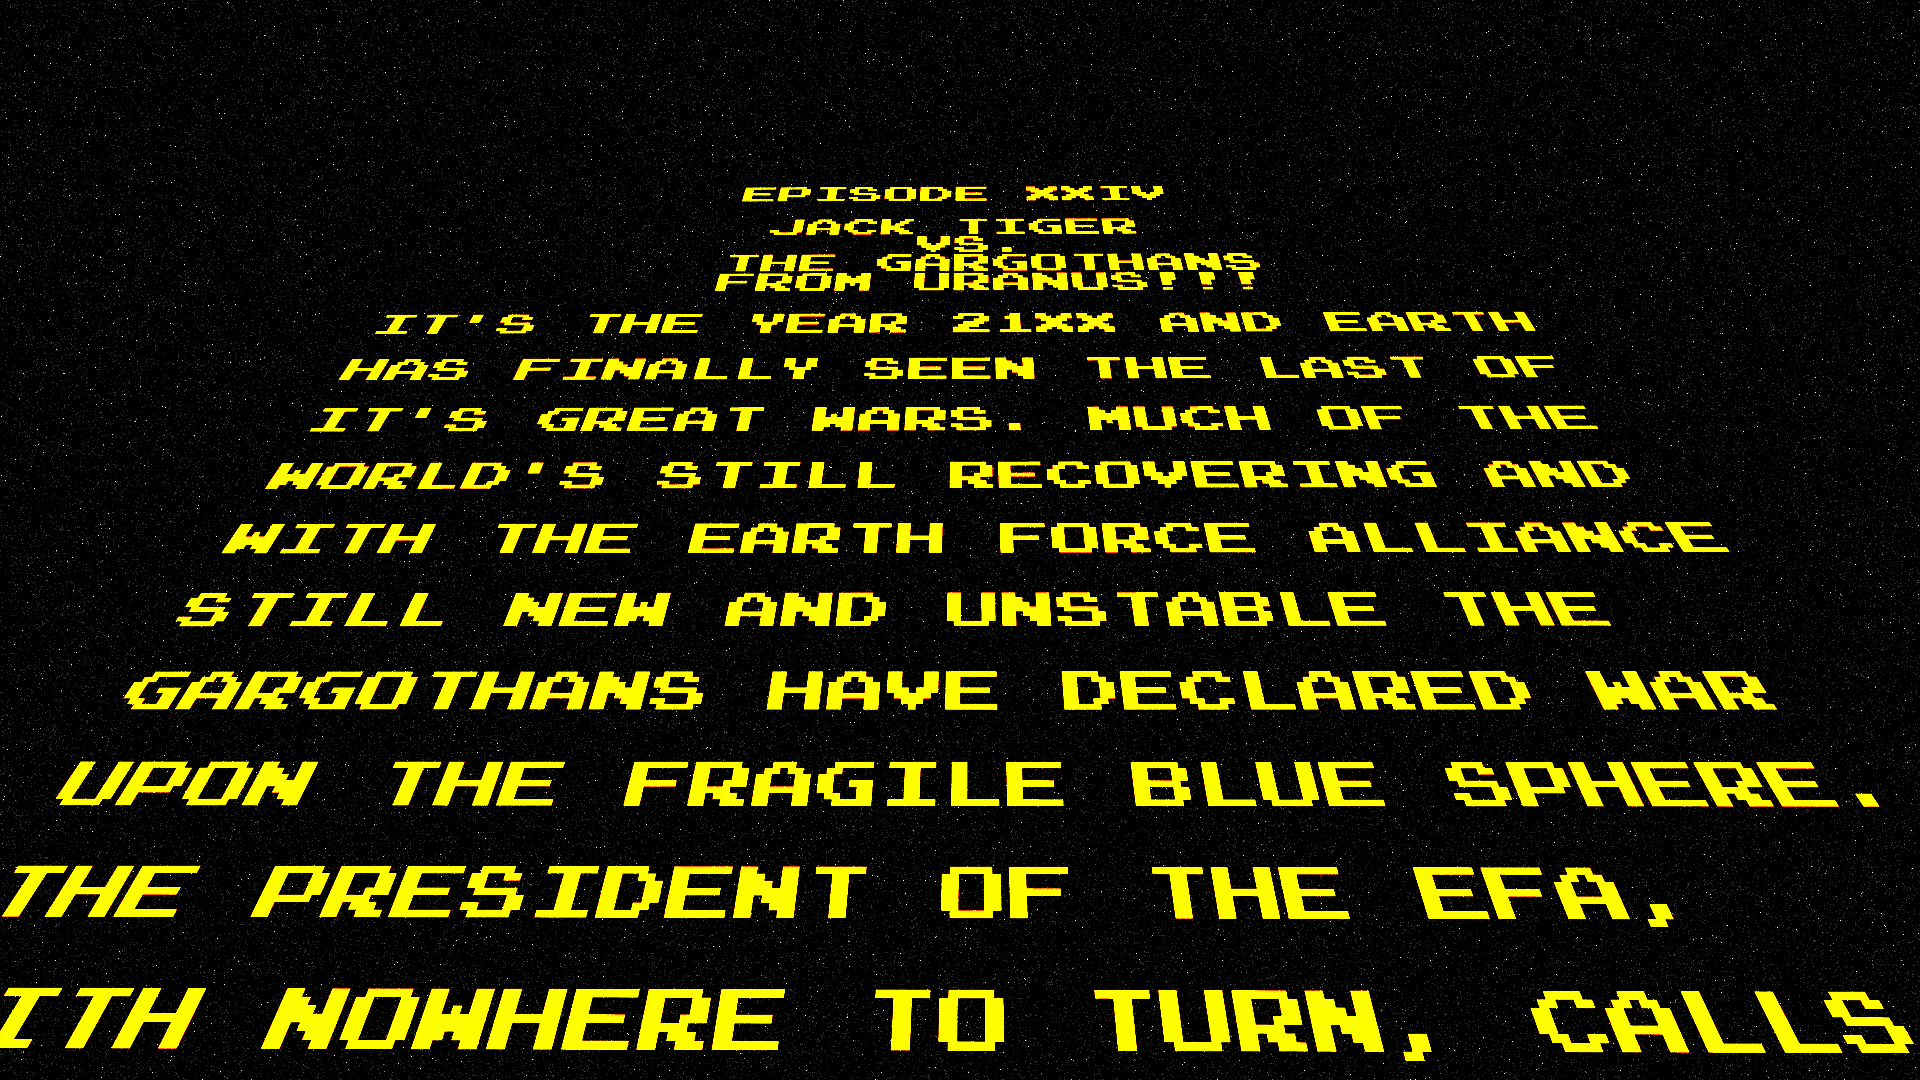 EPISODE XXIV
JACK TIGER
VS.
THE GARGOTHANS
FROM URANUS!!!
IT'S THE YEAR 21XX AND EARTH
HAS FINALLY SEEN THE LAST OF
IT'S GREAT WARS. MUCH OF THE
WORLD'S STILL RECOVERING AND
WITH THE EARTH FORCE ALLIANCE
STILL NEW AND UNSTABLE THE
GARGOTHANS HAVE DECLARED WAR
UPON THE FRAGILE BLUE SPHERE.
THE PRESIDENT OF THE EFA,
ITH NOWHERE TO TURN, CALLS